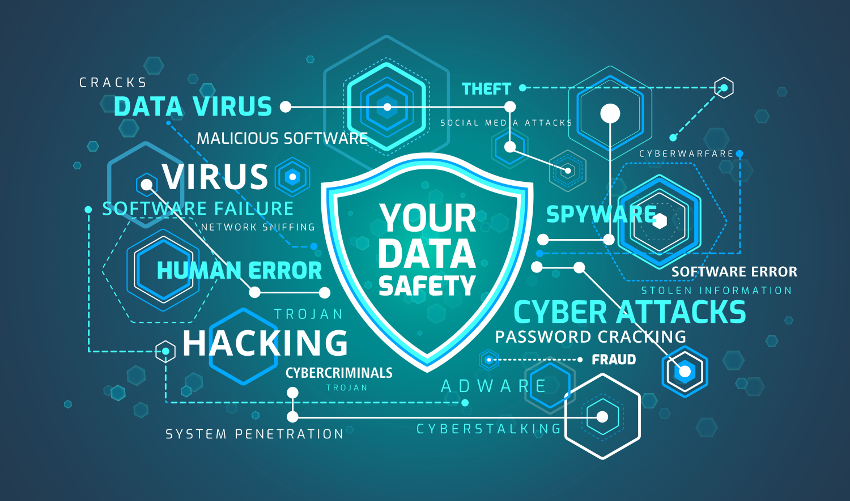 CRACKS
THEFT
DATA VIRUS
SOCIAL MEDIA ATTACKS
MALICIOUS SOFTWARE
CYBERWARFARE
VIRUS
SOFTWARE FAILURE
SPYWARE
NETWORK SNIFFING
YOUR
DATA
SAFETY
HUMAN ERROR
SOFTWARE ERROR
STOLEN INFORMATION
TROJAN
CYBER ATTACKS
HACKING
PASSWORD CRACKING
FRAUD
CYBERCRIMINALS
TROJAN
ADWARE
CYBERSTALKING
SYSTEM PENETRATION